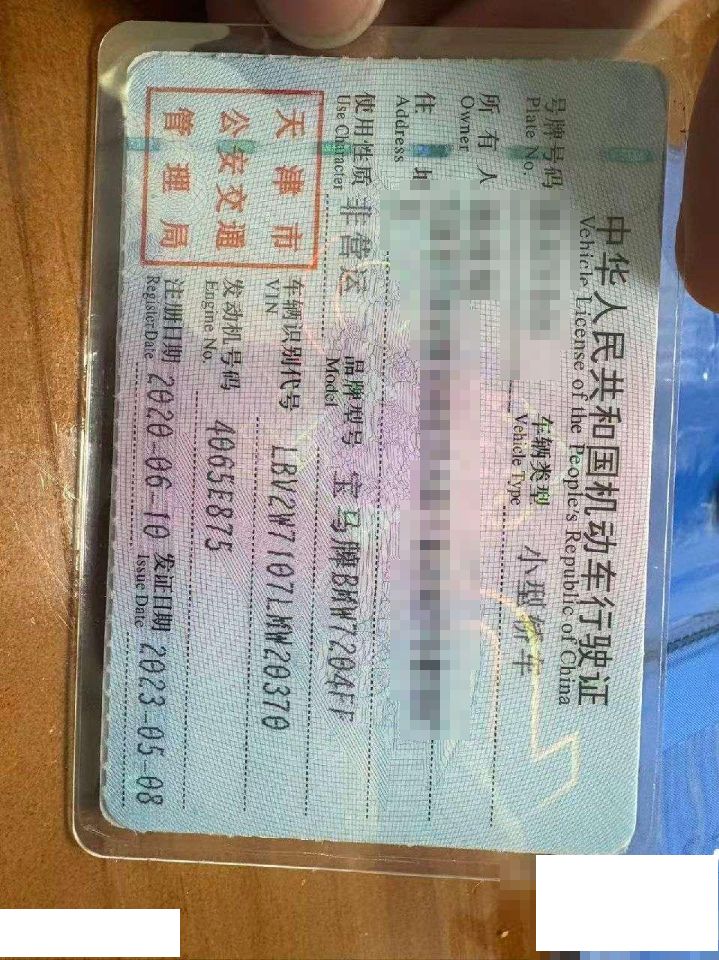 中华人民共和国机动车行驶证
Vehicle License of the People's Republic of China
号牌号码
Plate No.
车辆类型 小型轿车
Vehicle Type
所有人
Owner
住
Address
使用性质 非营运
Use Character
品牌型号 宝马牌BMW7204FF
Model
天津市
公安交通
管理局
车辆识别代号 LBV2W7107LMW20370
VIN
发动机号码 4065E875
Engine No.
注册日期 2020-06-10
Register Date
发证日期 2023-05-08
Issue Date